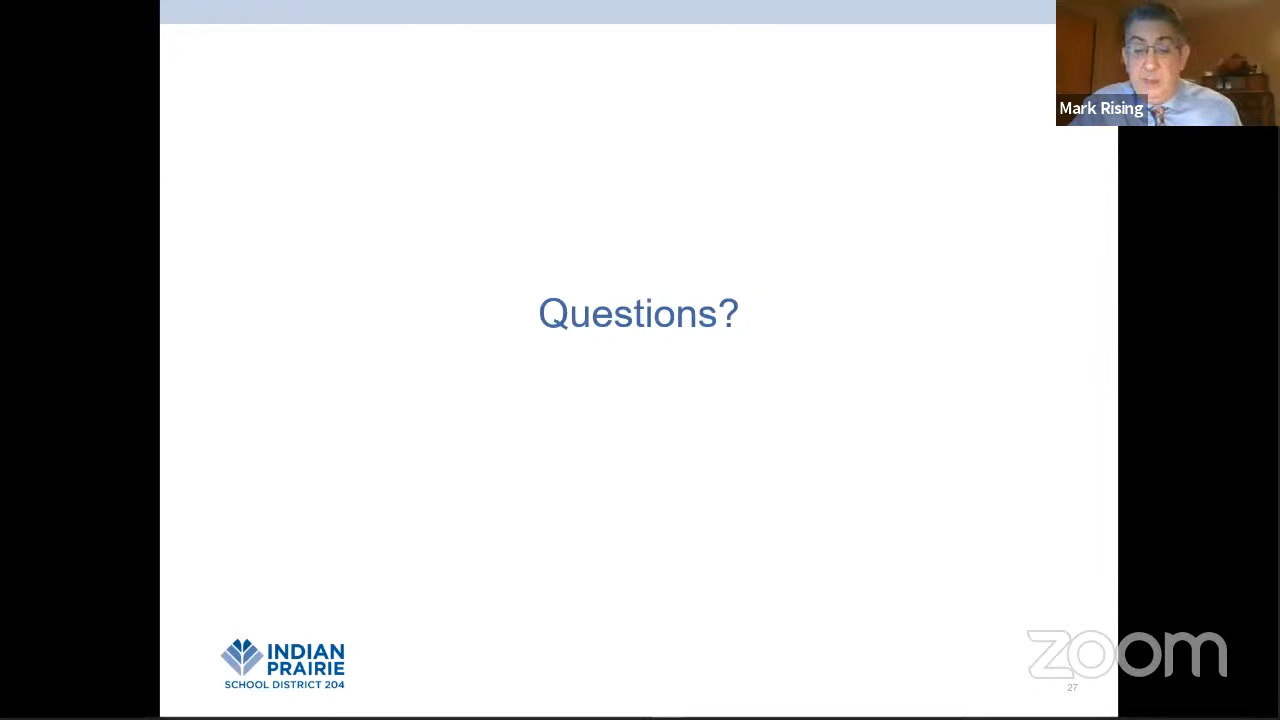 Mark Rising
Questions?
INDIAN
PRAIRIE
SCHOOL DISTRICT 204
zoom
27